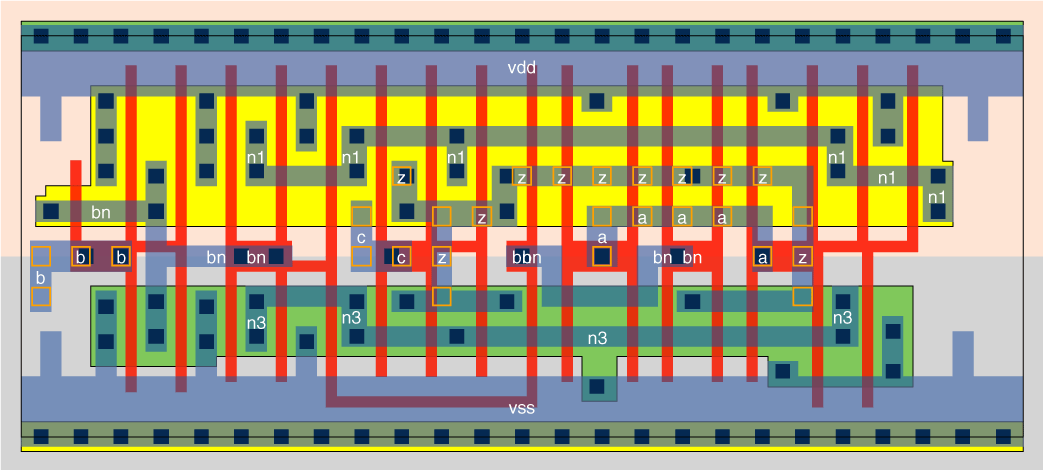 vdd
n1 n1 n1 n1
z z z z z z z z
n1
n1
bn z a a a
c a
b b bn bn c z bbn bn bn a z
b
n3 n3 n3
n3
vss